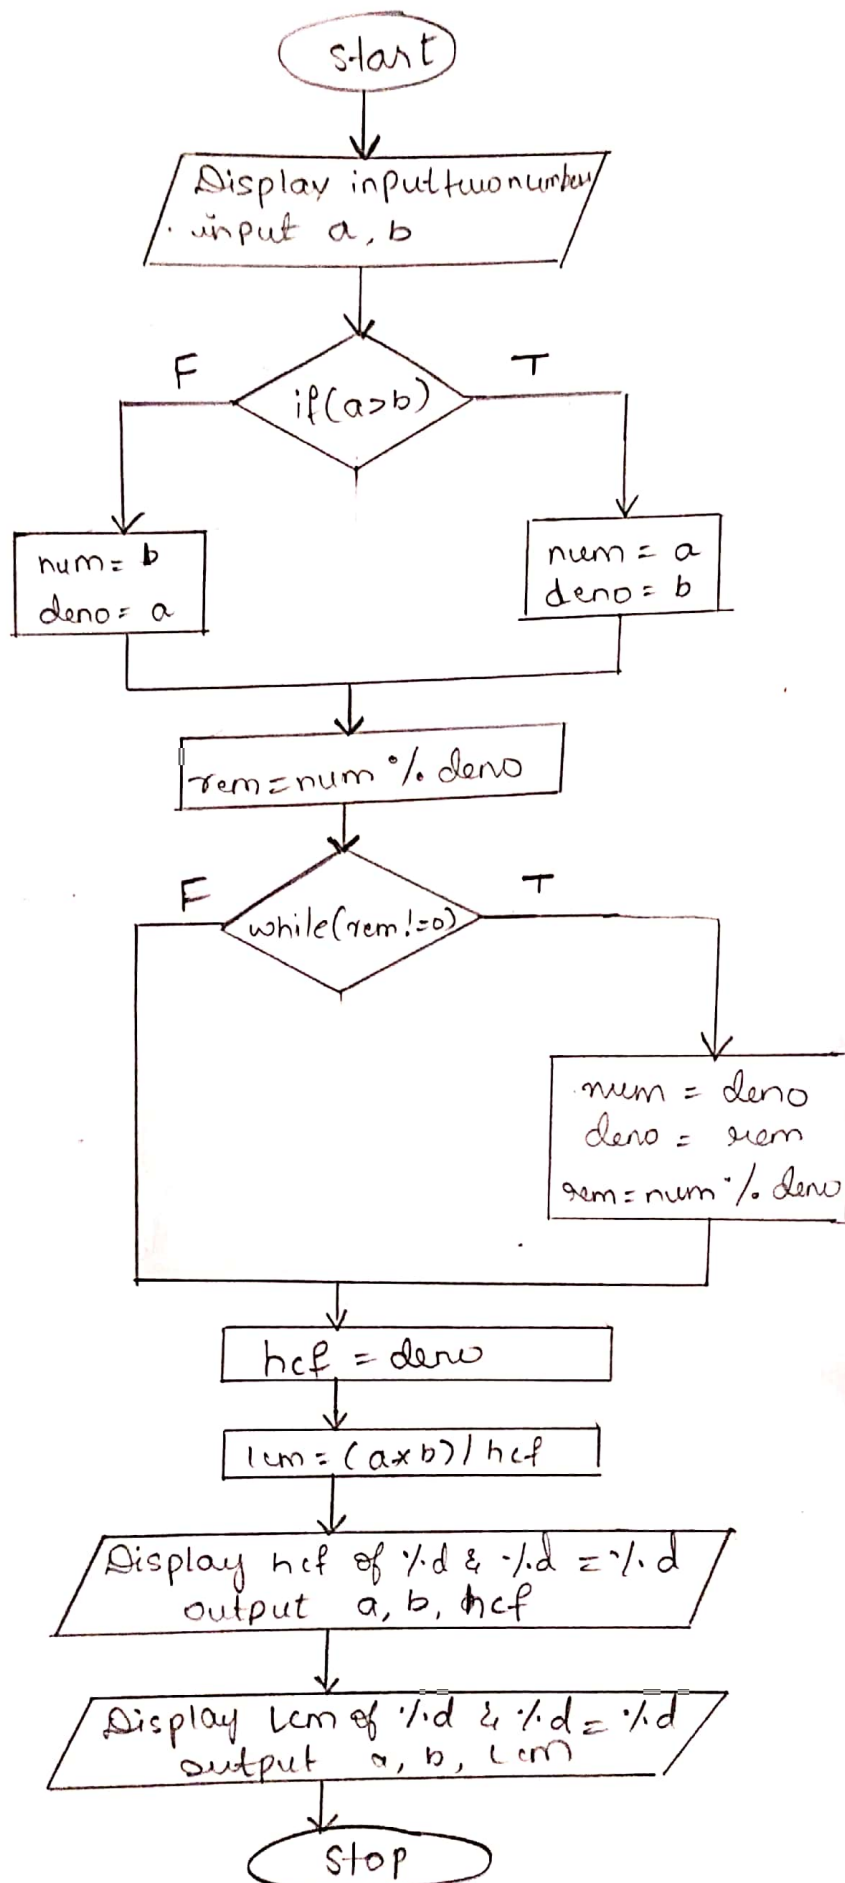 start
Display input two numbers
input a, b
F
T
if(a>b)
num = b
deno = a
num = a
deno = b
rem = num % deno
F
T
while(rem!=0)
num = deno
deno = rem
rem = num % deno
hcf = deno
lcm = (a×b)/hcf
Display hcf of %d & %d = %d
output a, b, hcf
Display Lcm of %d & %d = %d
output a, b, Lcm
stop